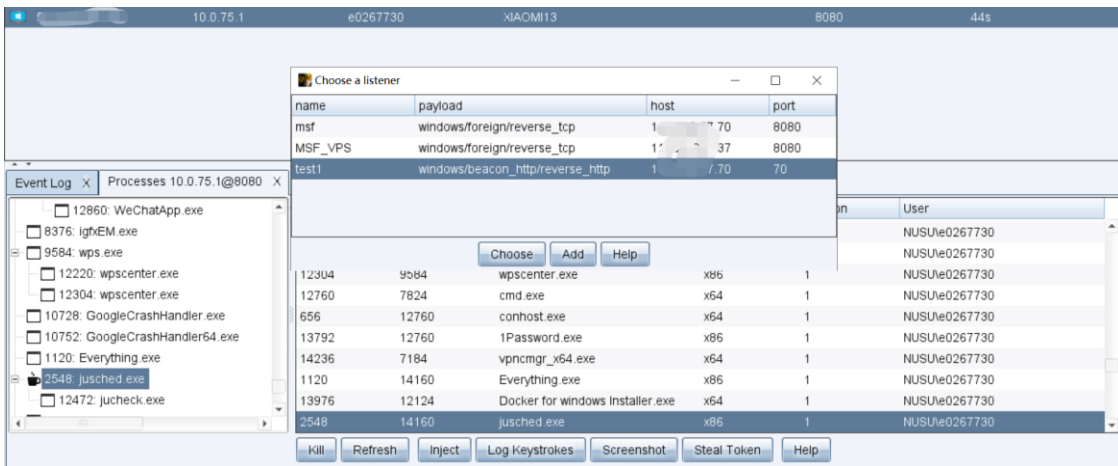 10.0.75.1 e0267730 XIAOMI13 8080 44s
Choose a listener
name payload host port
msf windows/foreign/reverse_tcp 1 7.70 8080
MSF_VPS windows/foreign/reverse_tcp 1 37 8080
test1 windows/beacon_http/reverse_http 1 7.70 70
Choose Add Help
Event Log X Processes 10.0.75.1@8080 X
12860: WeChatApp.exe
8376: igfxEM.exe
9584: wps.exe
12220: wpscenter.exe
12304: wpscenter.exe
10728: GoogleCrashHandler.exe
10752: GoogleCrashHandler64.exe
1120: Everything.exe
2548: jusched.exe
12472: jucheck.exe
on User
NUSU\e0267730
NUSU\e0267730
12304 9584 wpscenter.exe x86 1 NUSU\e0267730
12760 7824 cmd.exe x64 1 NUSU\e0267730
656 12760 conhost.exe x64 1 NUSU\e0267730
13792 12760 1Password.exe x86 1 NUSU\e0267730
14236 7184 vpncmgr_x64.exe x64 1 NUSU\e0267730
1120 14160 Everything.exe x86 1 NUSU\e0267730
13976 12124 Docker for windows Installer.exe x64 1 NUSU\e0267730
2548 14160 jusched.exe x86 1 NUSU\e0267730
Kill Refresh Inject Log Keystrokes Screenshot Steal Token Help